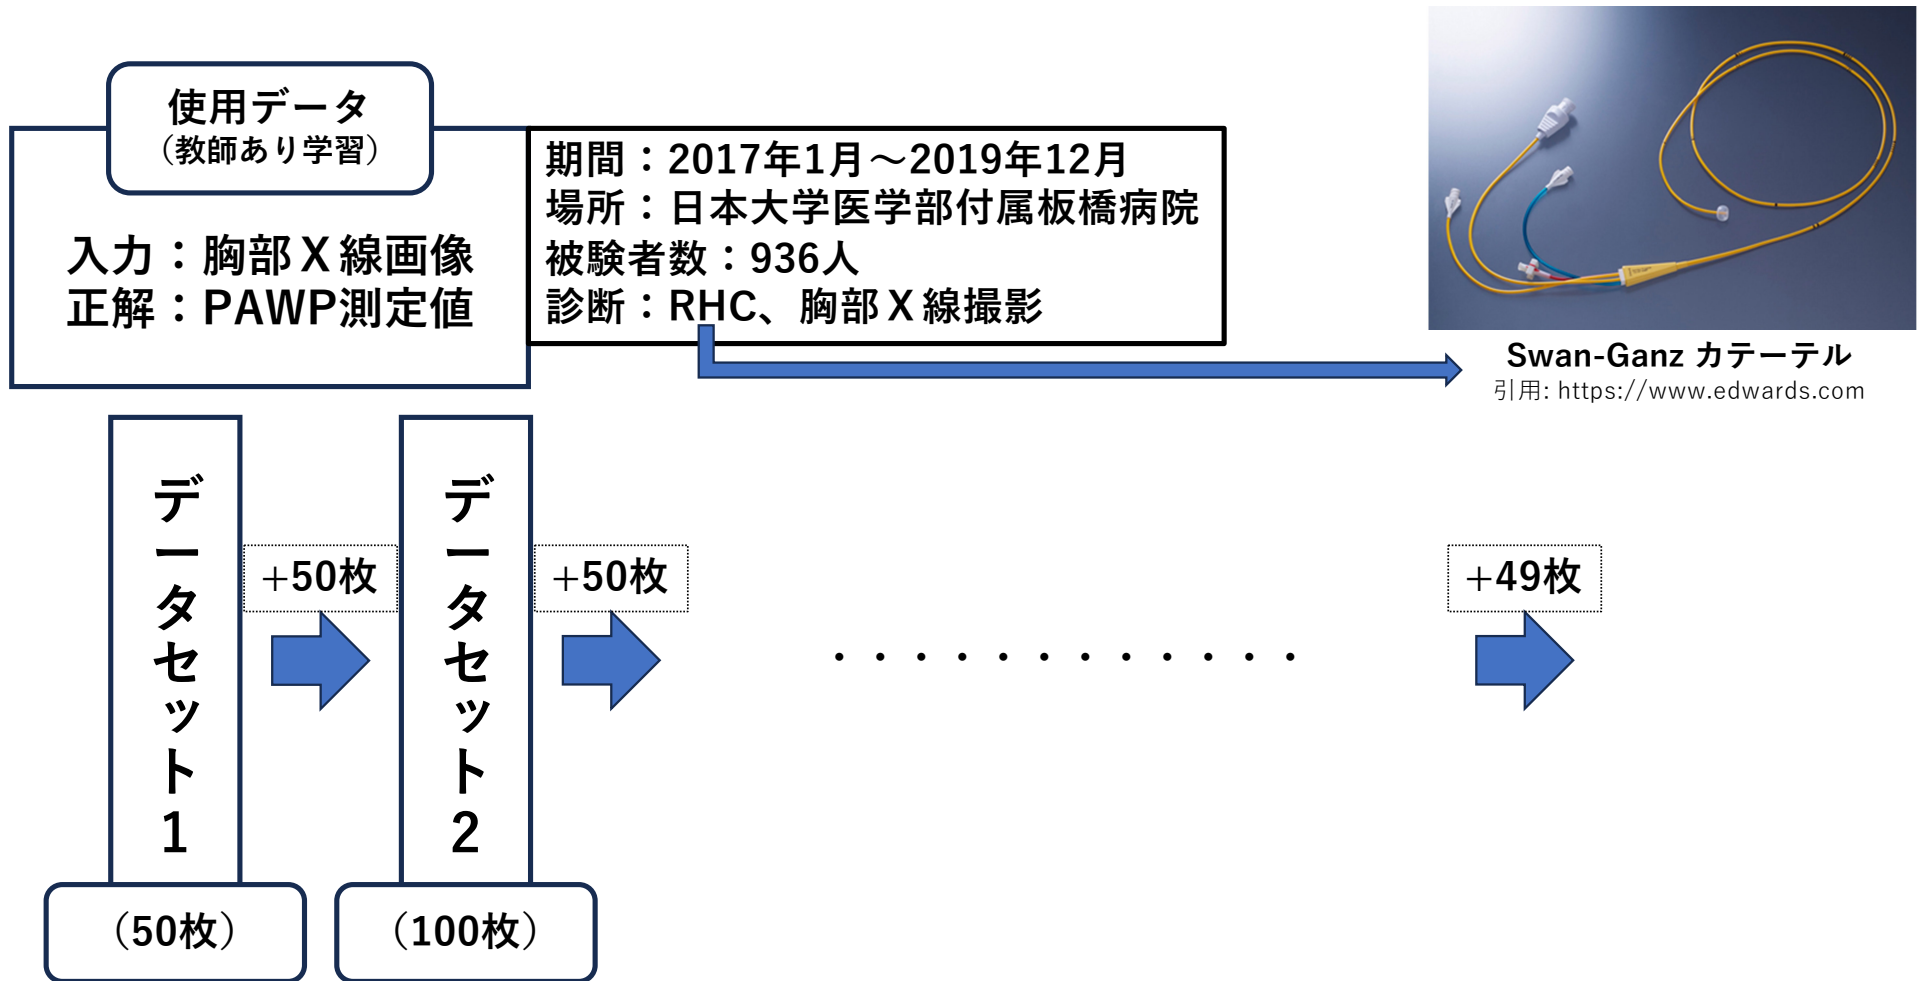 使用データ
（教師あり学習）
入力：胸部Ｘ線画像
正解：PAWP測定値
期間：2017年1月～2019年12月
場所：日本大学医学部付属板橋病院
被験者数：936人
診断：RHC、胸部Ｘ線撮影
Swan-Ganz カテーテル
引用: https://www.edwards.com
データセット1
+50枚
データセット2
+50枚
・・・・・・・・・・・・
+49枚
（50枚）
（100枚）